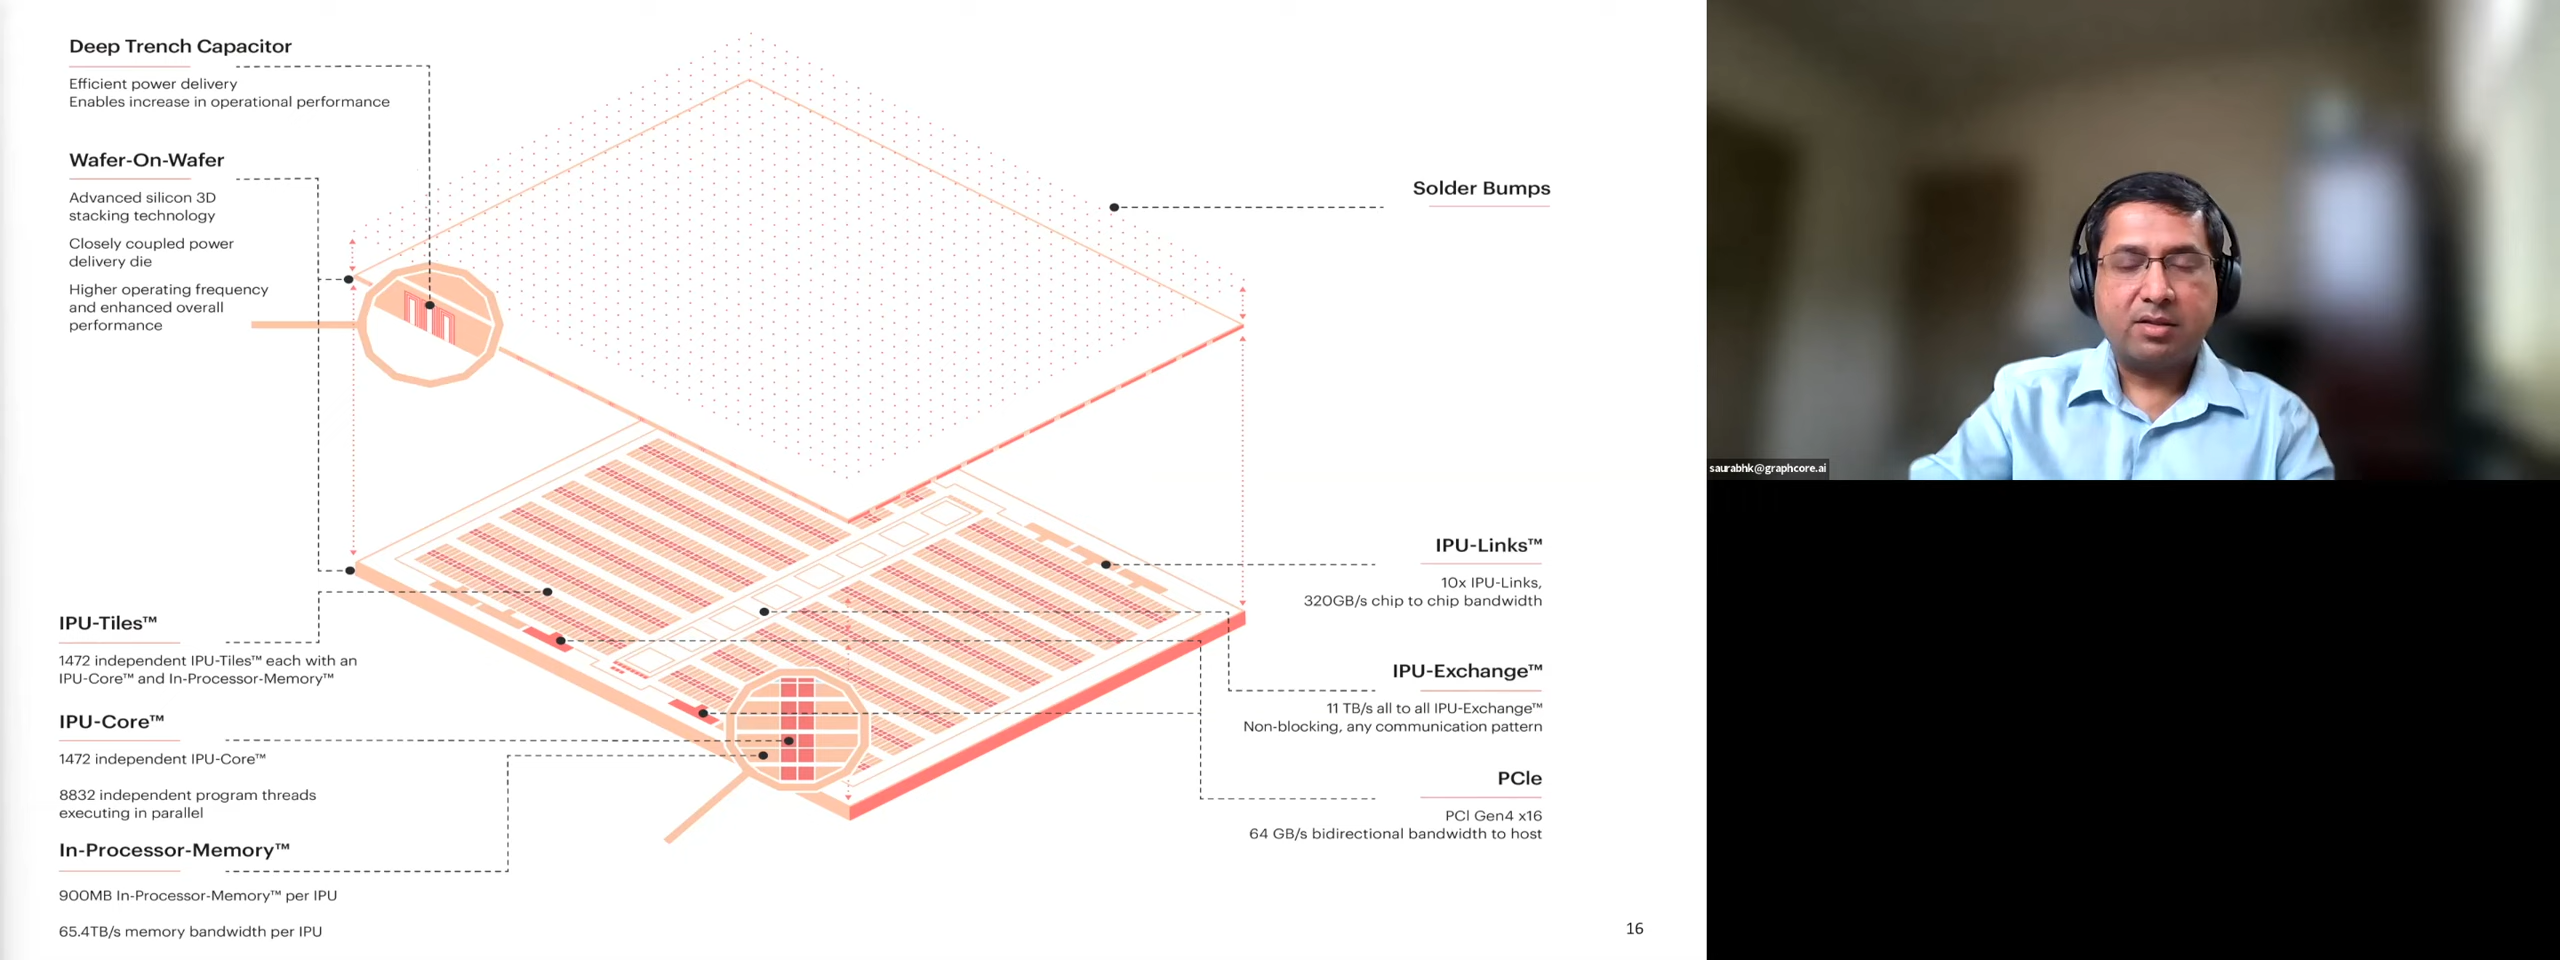 Deep Trench Capacitor
Efficient power delivery
Enables increase in operational performance
Wafer-On-Wafer
Advanced silicon 3D
stacking technology
Closely coupled power
delivery die
Higher operating frequency
and enhanced overall
performance
IPU-Tiles™
1472 independent IPU-Tiles™ each with an
IPU-Core™ and In-Processor-Memory™
IPU-Core™
1472 independent IPU-Core™
8832 independent program threads
executing in parallel
In-Processor-Memory™
900MB In-Processor-Memory™ per IPU
65.4TB/s memory bandwidth per IPU
Solder Bumps
IPU-Links™
10x IPU-Links,
320GB/s chip to chip bandwidth
IPU-Exchange™
11 TB/s all to all IPU-Exchange™
Non-blocking, any communication pattern
PCIe
PCI Gen4 x16
64 GB/s bidirectional bandwidth to host
16
saurabhk@graphcore.ai